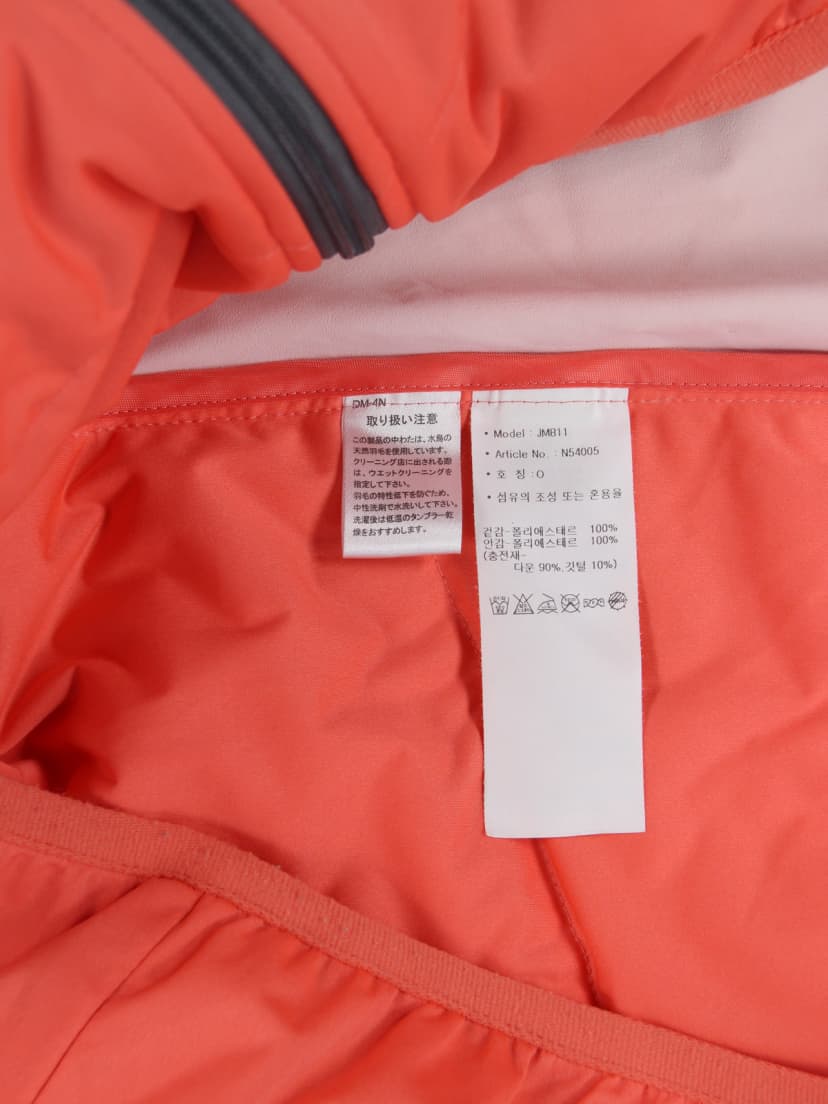 DM-4N
取り扱い注意
この製品の中わたは、水鳥の
天然羽毛を使用しています。
クリーニング店に出される際
は、ウエットクリーニングを
指定して下さい。
羽毛の特性低下を防ぐため、
中性洗剤で水洗いして下さい。
洗濯後は低温のタンブラー乾
燥をおすすめします。
• Model : JMB11
• Article No. : N54005
• 호 칭 : O
• 섬유의 조성 또는 혼용율
겉감-폴리에스테르 100%
안감-폴리에스테르 100%
(충전재-
다운 90%, 깃털 10%)